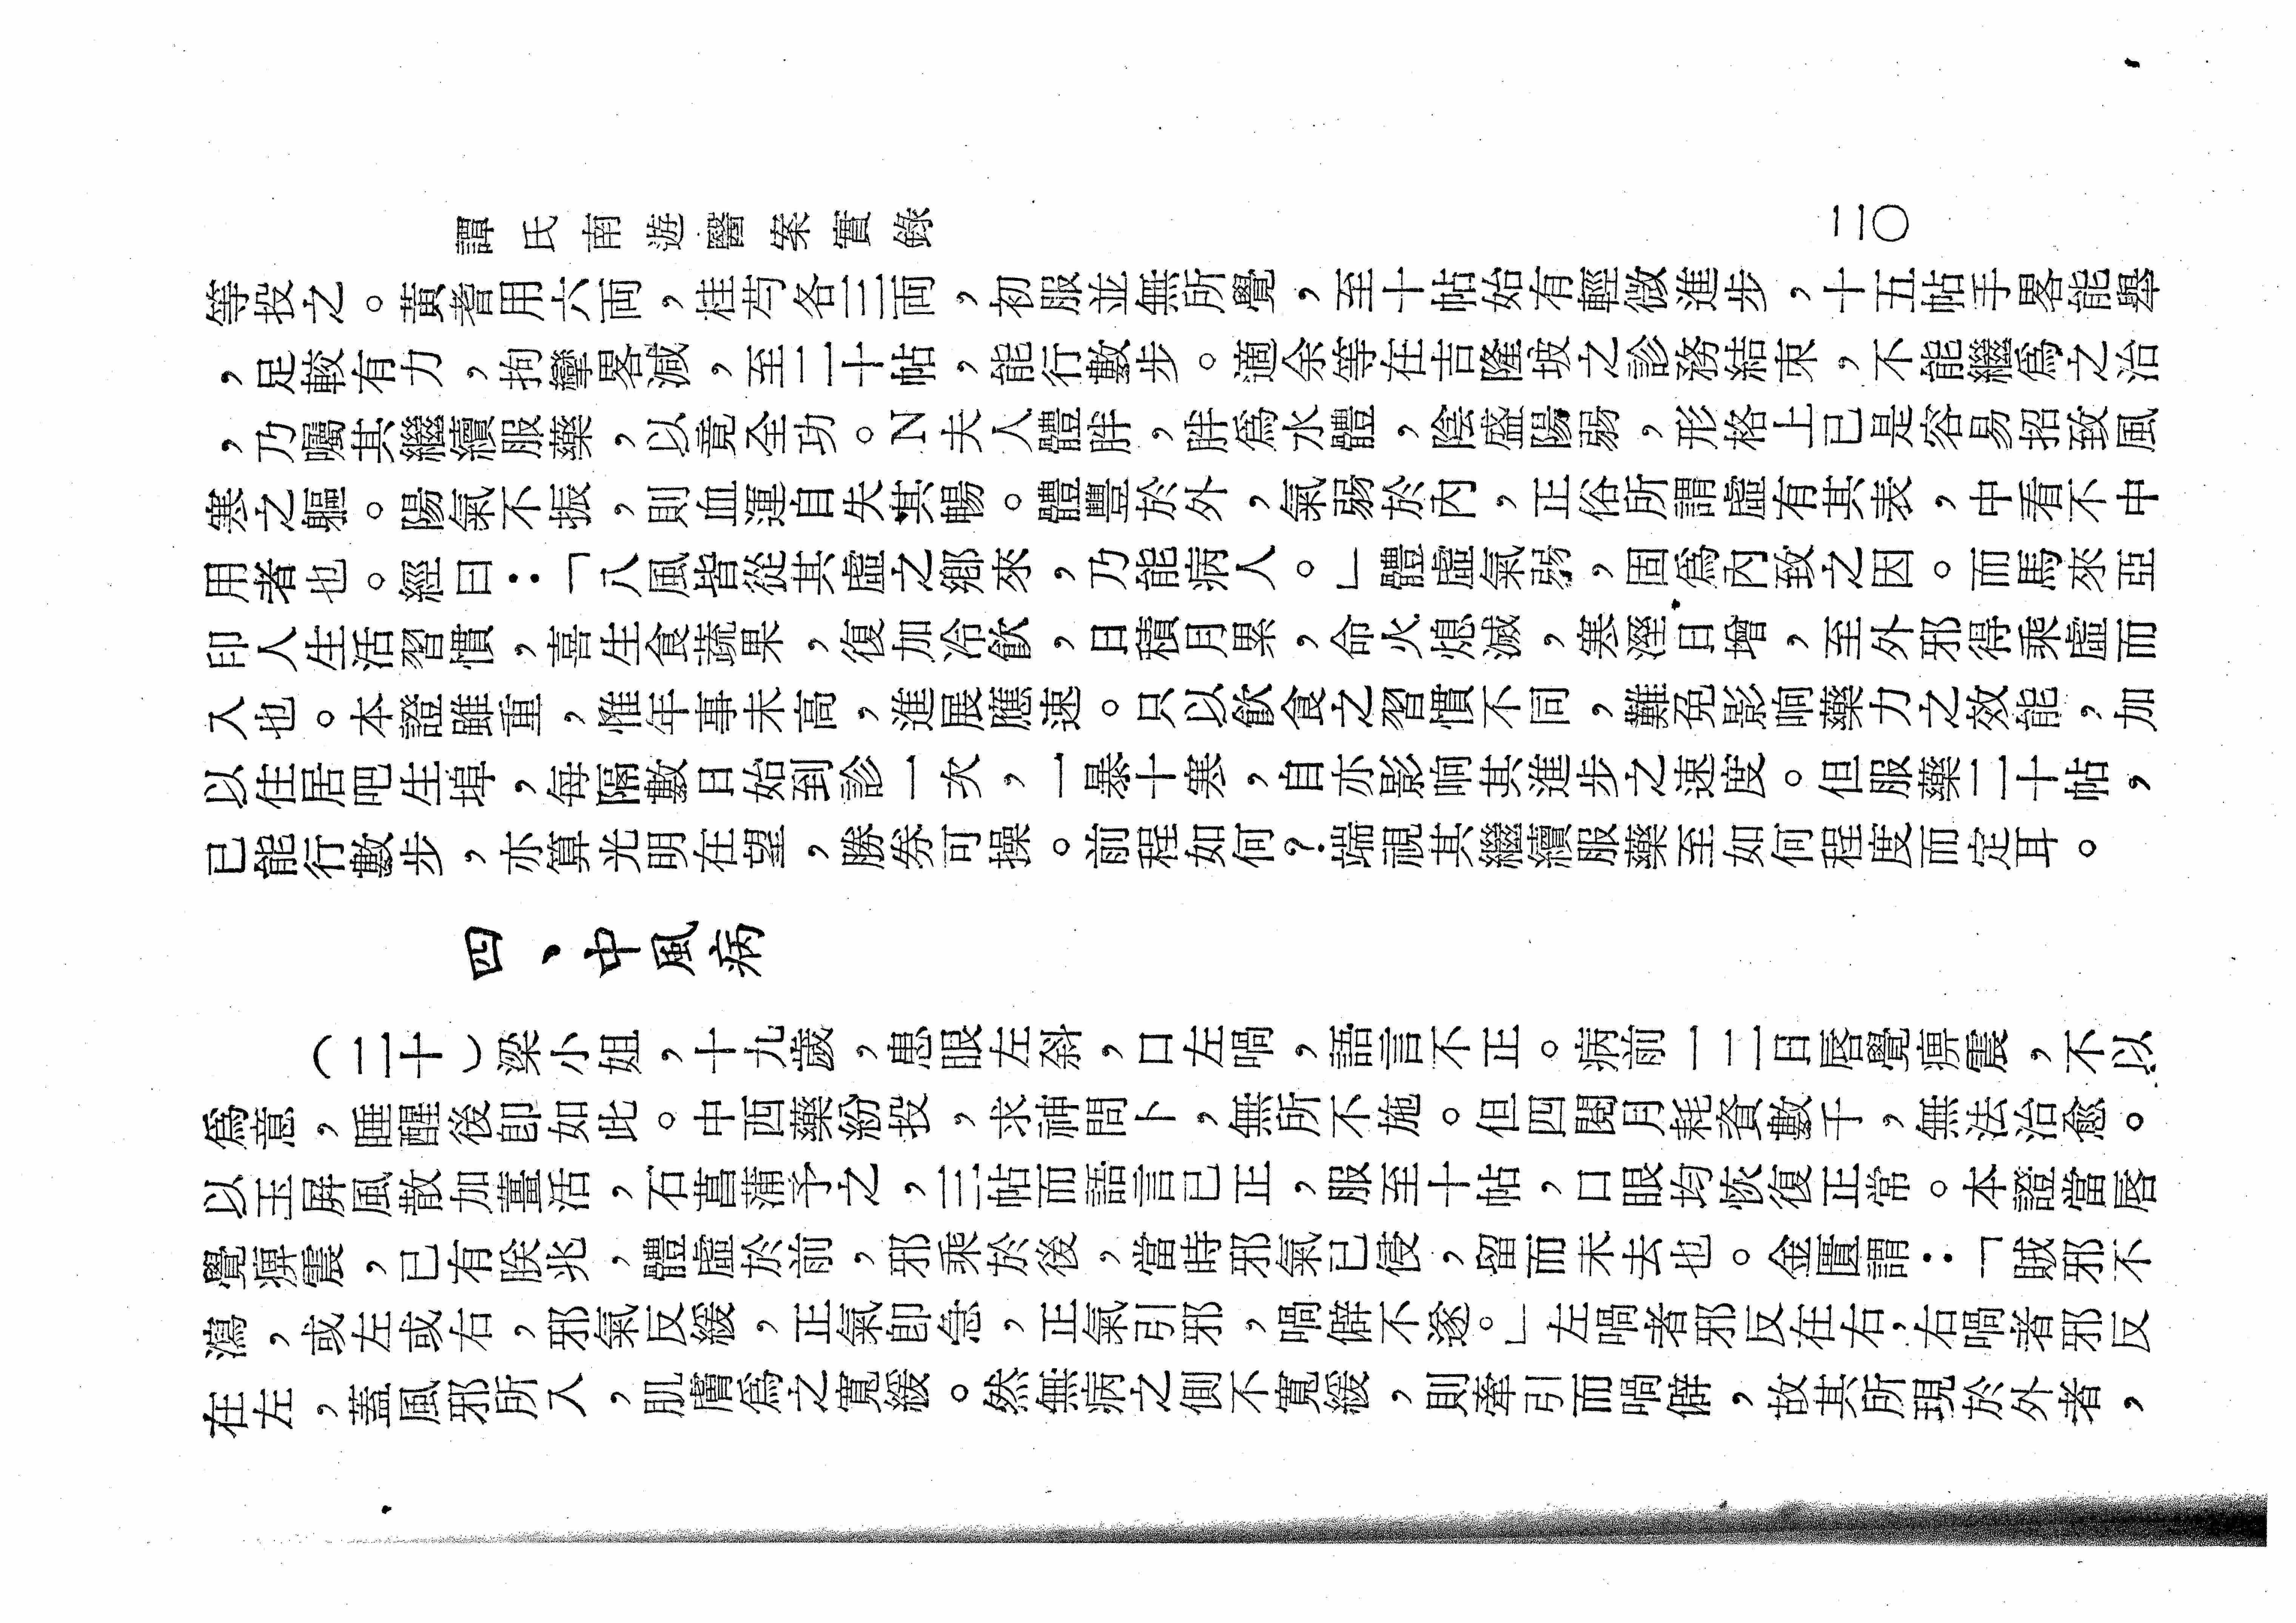 譚氏南遊醫案實錄
二〇
等投之。黃耆用六両，桂芍各三両，初服並無所覺，至十帖始有輕微進步，十五帖手畧能舉
，足較有力，拘攣畧減，至二十帖，能行數步。適余等在吉隆坡之診務結束，不能繼爲之治
，乃囑其繼續服藥，以竟全功。N夫人體胖，胖爲水體，陰盛陽弱，形格上已是容易招致風
寒之軀。陽氣不振，則血運自失其暢。體豐於外，氣弱於內，正俗所謂虛有其表，中看不中
用者也。經曰：「八風皆從其虛之鄉來，乃能病人。」體虛氣弱，固爲內致之因。而馬來亞
印人生活習慣，喜生食蔬果，復加冷飲，日積月累，命火熄滅，寒溼日增，至外邪得乘虛而
入也。本證雖重，惟年事未高，進展應速。只以飲食之習慣不同，難免影响藥力之效能，加
以住居吧生埠，每隔數日始到診一次，一暴十寒，自亦影响其進步之速度。但服藥二十帖，
已能行數步，亦算光明在望，勝券可操。前程如何？端視其繼續服藥至如何程度而定耳。
四、中風病
（二十）梁小姐，十九歲，患眼左斜，口左喎，語言不正。病前一二日唇覺痹震，不以
爲意，睡醒後卽如此。中西藥紛投，求神問卜，無所不施。但四閱月耗資數千，無法治愈。
以玉屏風散加薑活，石菖蒲予之，三帖而語言已正，服至十帖，口眼均恢復正常。本證當唇
覺痹震，已有朕兆，體虛於前，邪乘於後，當時邪氣已侵，留而未去也。金匱謂：「賊邪不
瀉，或左或右，邪氣反緩，正氣卽急，正氣引邪，喎僻不遂。」左喎者邪反在右，右喎者邪反
在左，蓋風邪所入，肌膚爲之寬緩。然無病之側不寬緩，則牽引而喎僻，故其所現於外者，